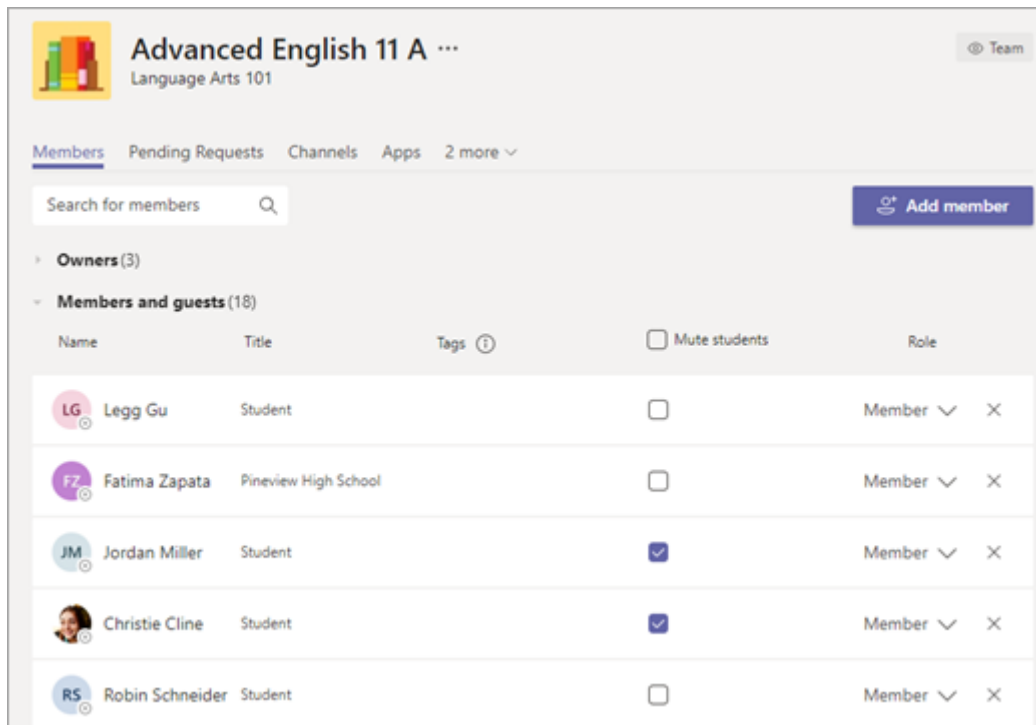 Advanced English 11 A ...
Team
Language Arts 101
Members Pending Requests Channels Apps 2 more
Search for members
Add member
Owners (3)
Members and guests (18)
Name Title Tags Mute students Role
LG Legg Gu Student Member
FZ Fatima Zapata Pineview High School Member
JM Jordan Miller Student Member
Christie Cline Student Member
RS Robin Schneider Student Member